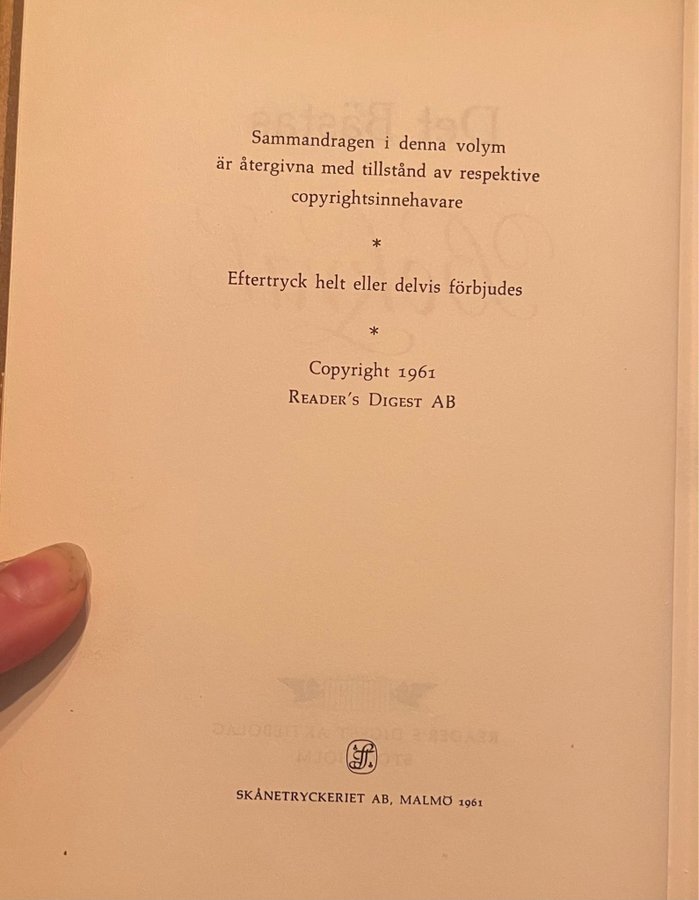 Sammandragen i denna volym
är återgivna med tillstånd av respektive
copyrightsinnehavare
*
Eftertryck helt eller delvis förbjudes
*
Copyright 1961
READER'S DIGEST AB
SKÅNETRYCKERIET AB, MALMÖ 1961